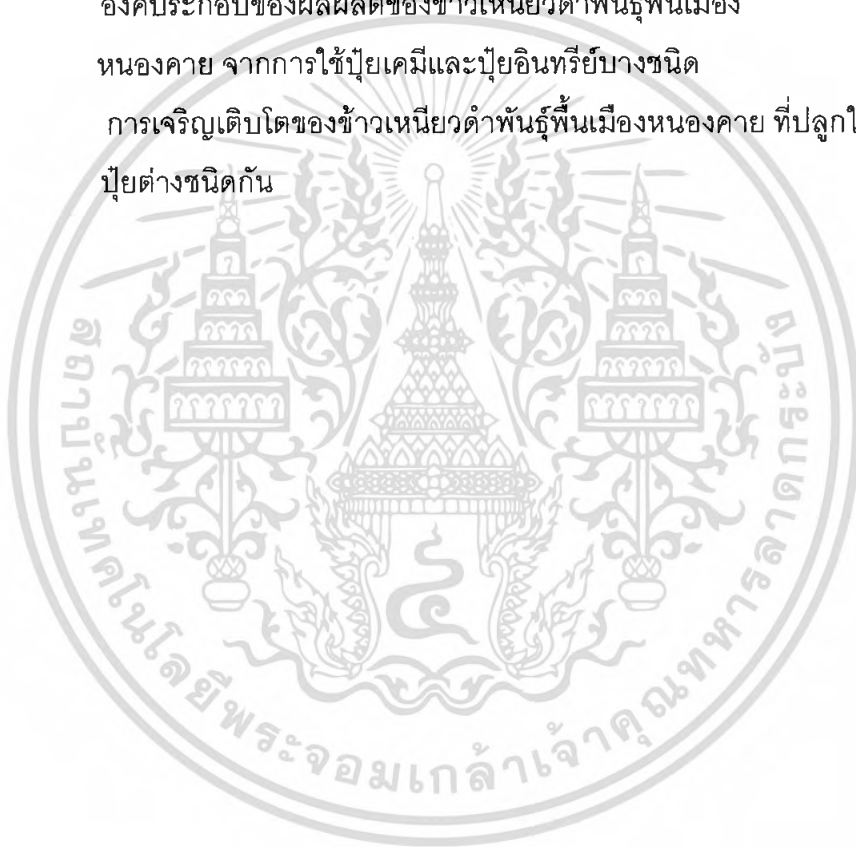 องค์ประกอบของผลผลิตของข้าวเหนียวดำพันธุ์พื้นเมือง
หนองคาย จากการใช้ปุ๋ยเคมีและปุ๋ยอินทรีย์บางชนิด
การเจริญเติบโตของข้าวเหนียวดำพันธุ์พื้นเมืองหนองคาย ที่ปลูกใ
ปุ๋ยต่างชนิดกัน
สถาบันเทคโนโลยีพระจอมเกล้าเจ้าคุณทหารลาดกระบัง
๔